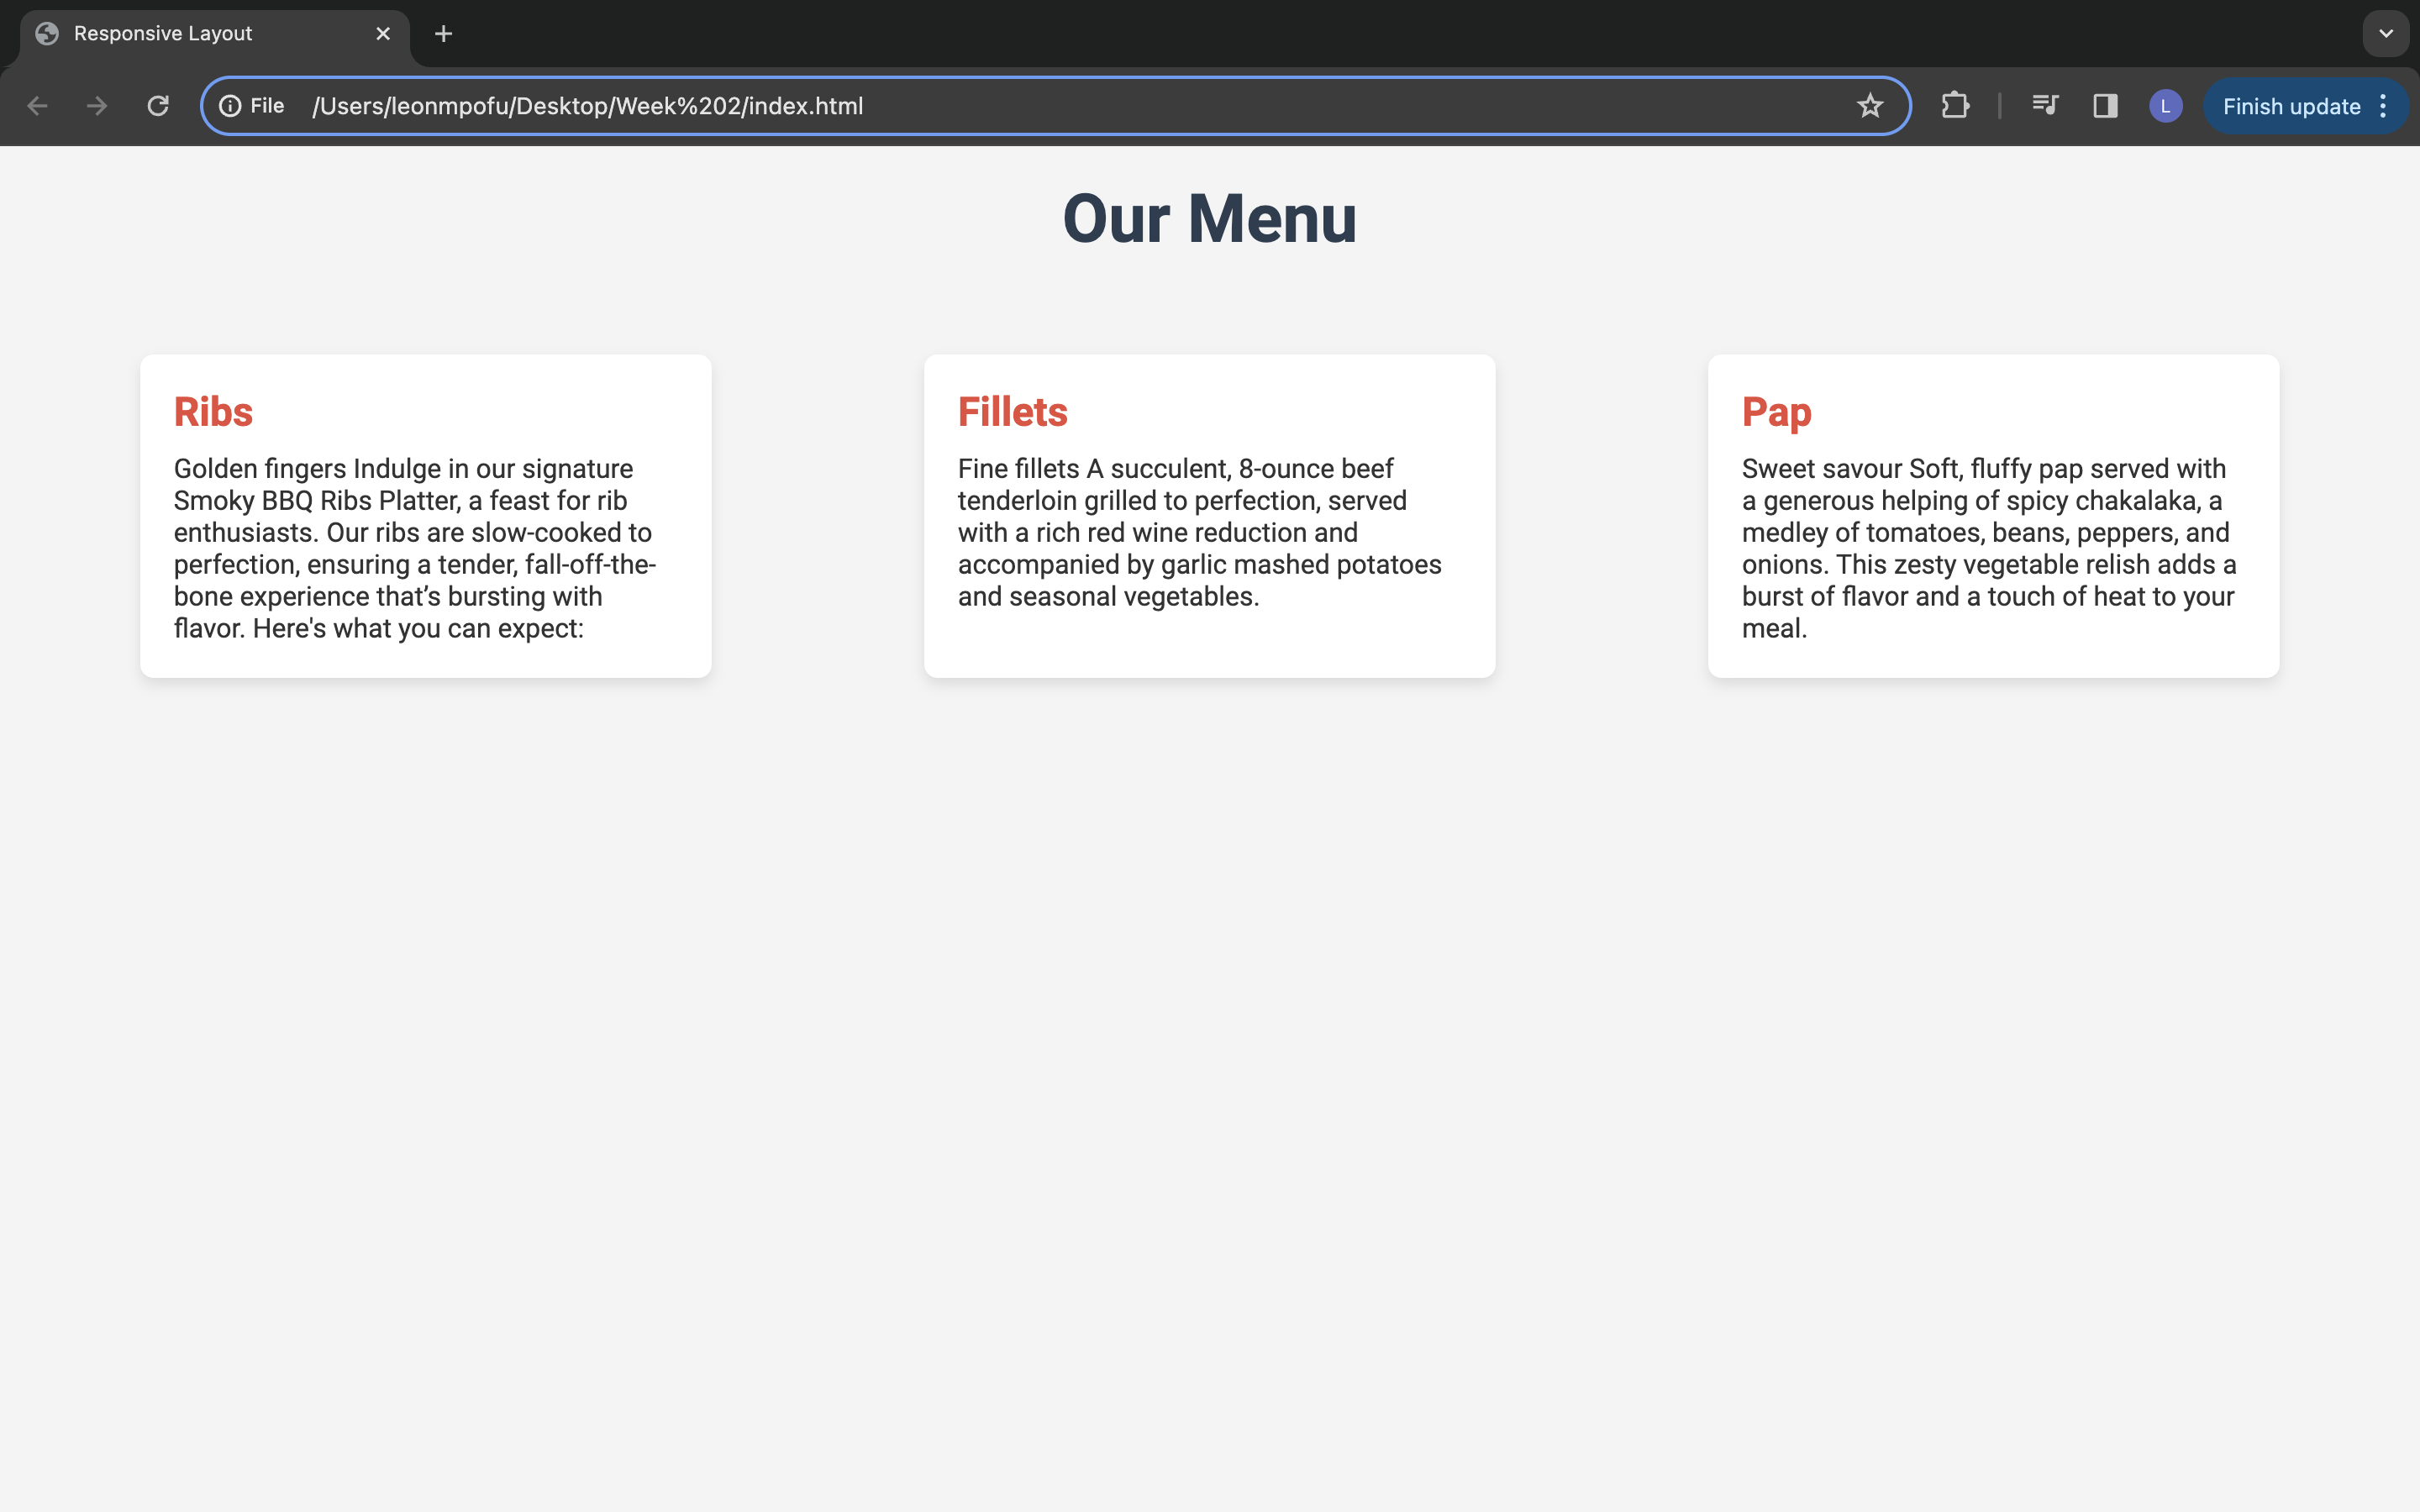 Responsive Layout
File /Users/leonmpofu/Desktop/Week%202/index.html
L
Finish update
Our Menu
Ribs
Golden fingers Indulge in our signature
Smoky BBQ Ribs Platter, a feast for rib
enthusiasts. Our ribs are slow-cooked to
perfection, ensuring a tender, fall-off-the-
bone experience that’s bursting with
flavor. Here's what you can expect:
Fillets
Fine fillets A succulent, 8-ounce beef
tenderloin grilled to perfection, served
with a rich red wine reduction and
accompanied by garlic mashed potatoes
and seasonal vegetables.
Pap
Sweet savour Soft, fluffy pap served with
a generous helping of spicy chakalaka, a
medley of tomatoes, beans, peppers, and
onions. This zesty vegetable relish adds a
burst of flavor and a touch of heat to your
meal.